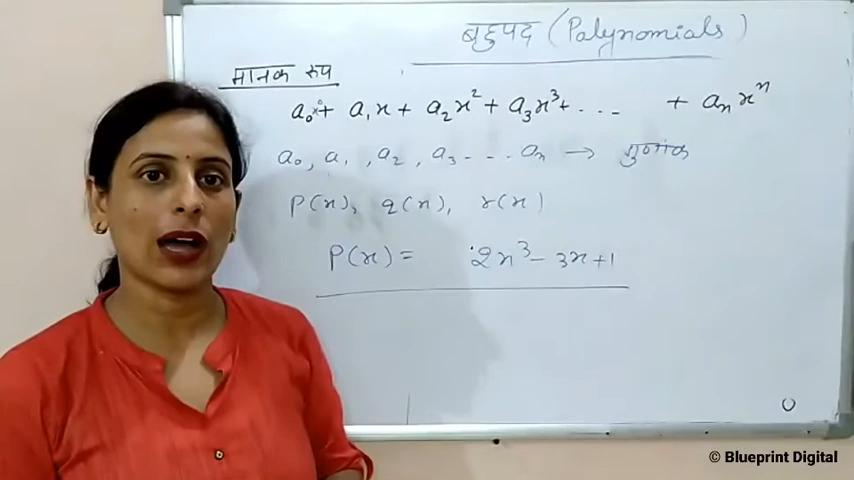 बहुपद (Polynomials)
मानक रुप
a₀x⁰+ a₁x + a₂x² + a₃x³+ . . . + aₙxⁿ
a₀, a₁, a₂, a₃ - - - aₙ → गुणांक
P(x), q(x), r(x)
P(x) = 2x³ - 3x + 1
© Blueprint Digital